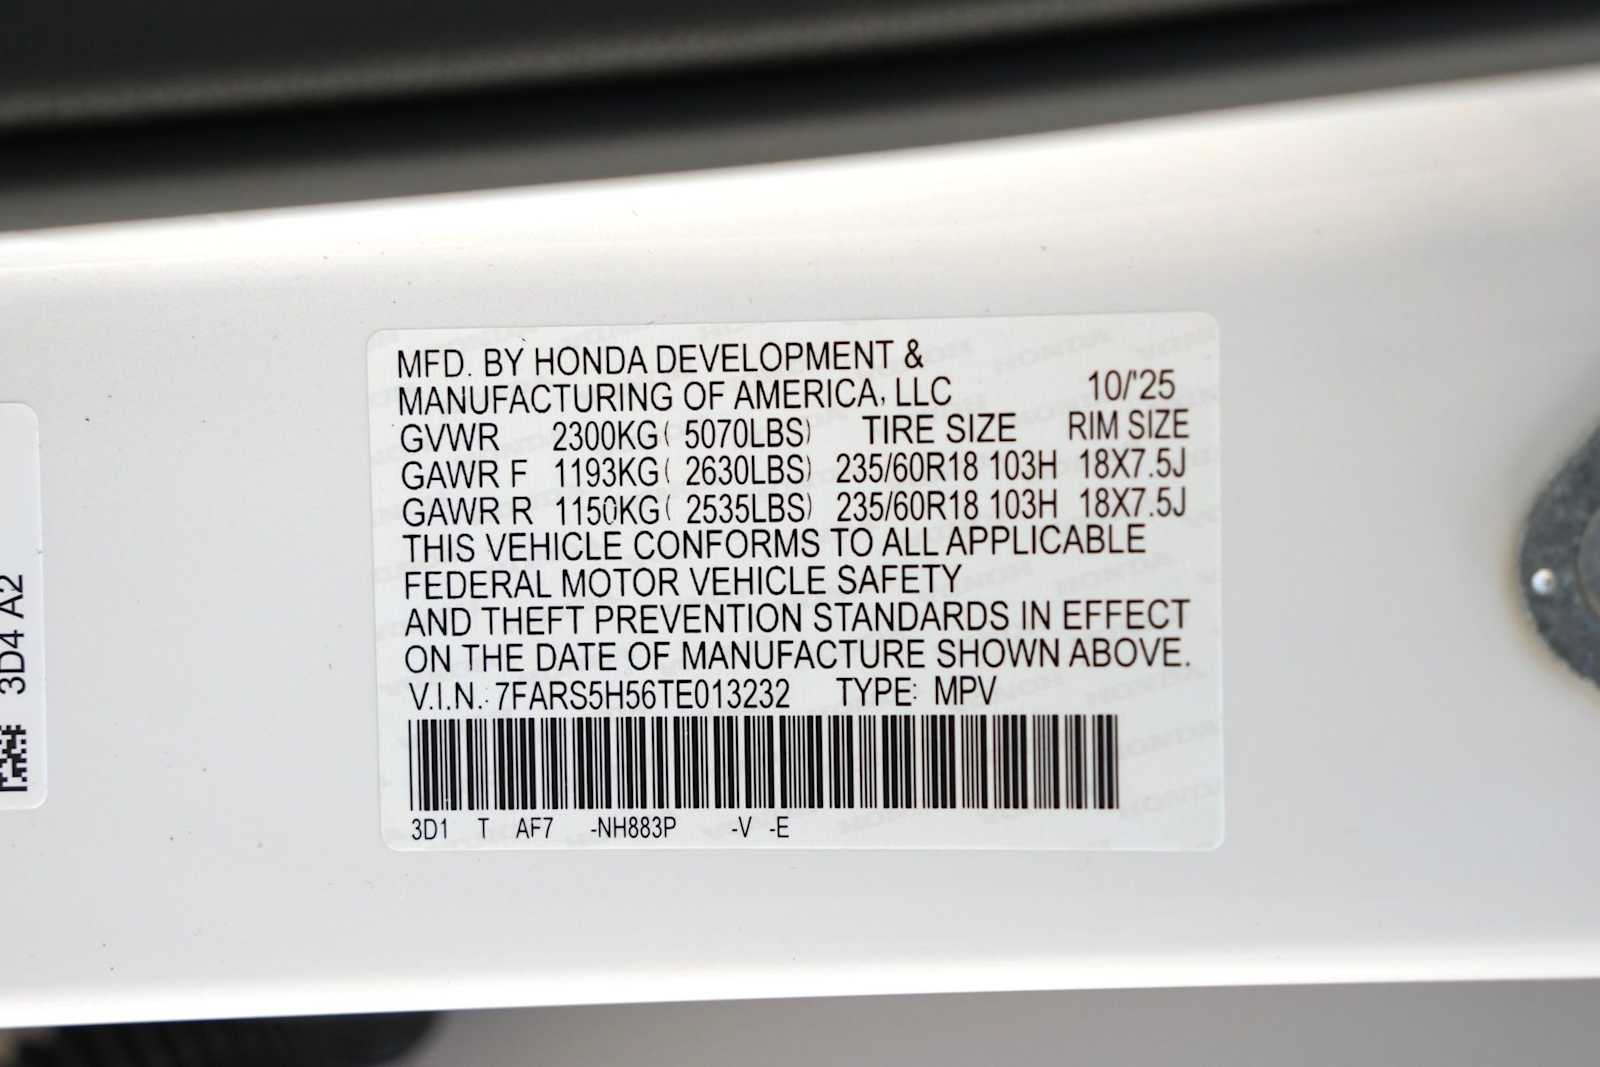 MFD. BY HONDA DEVELOPMENT &
MANUFACTURING OF AMERICA, LLC 10/'25
GVWR 2300KG( 5070LBS) TIRE SIZE RIM SIZE
GAWR F 1193KG( 2630LBS) 235/60R18 103H 18X7.5J
GAWR R 1150KG( 2535LBS) 235/60R18 103H 18X7.5J
THIS VEHICLE CONFORMS TO ALL APPLICABLE
FEDERAL MOTOR VEHICLE SAFETY
AND THEFT PREVENTION STANDARDS IN EFFECT
ON THE DATE OF MANUFACTURE SHOWN ABOVE.
V.I.N.: 7FARS5H56TE013232 TYPE: MPV
3D1 T AF7 -NH883P -V -E
3D4 A2